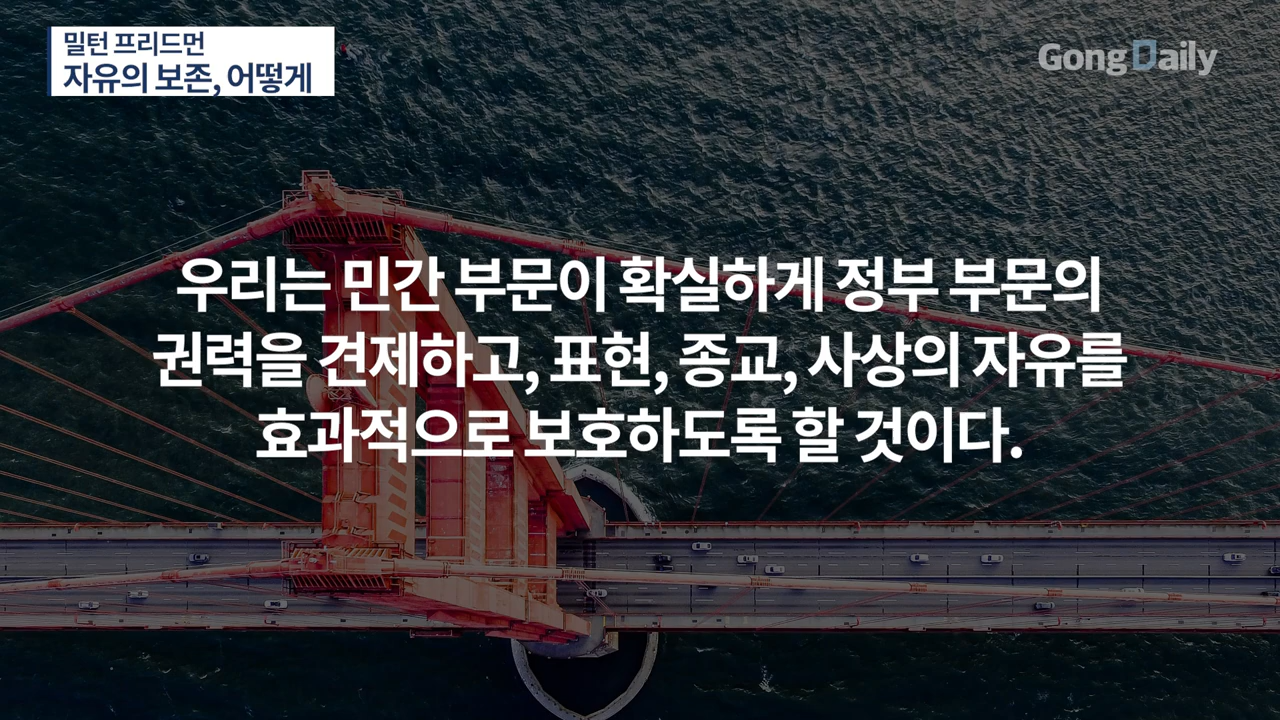 밀턴 프리드먼
자유의 보존, 어떻게
GongDaily
우리는 민간 부문이 확실하게 정부 부문의
권력을 견제하고, 표현, 종교, 사상의 자유를
효과적으로 보호하도록 할 것이다.